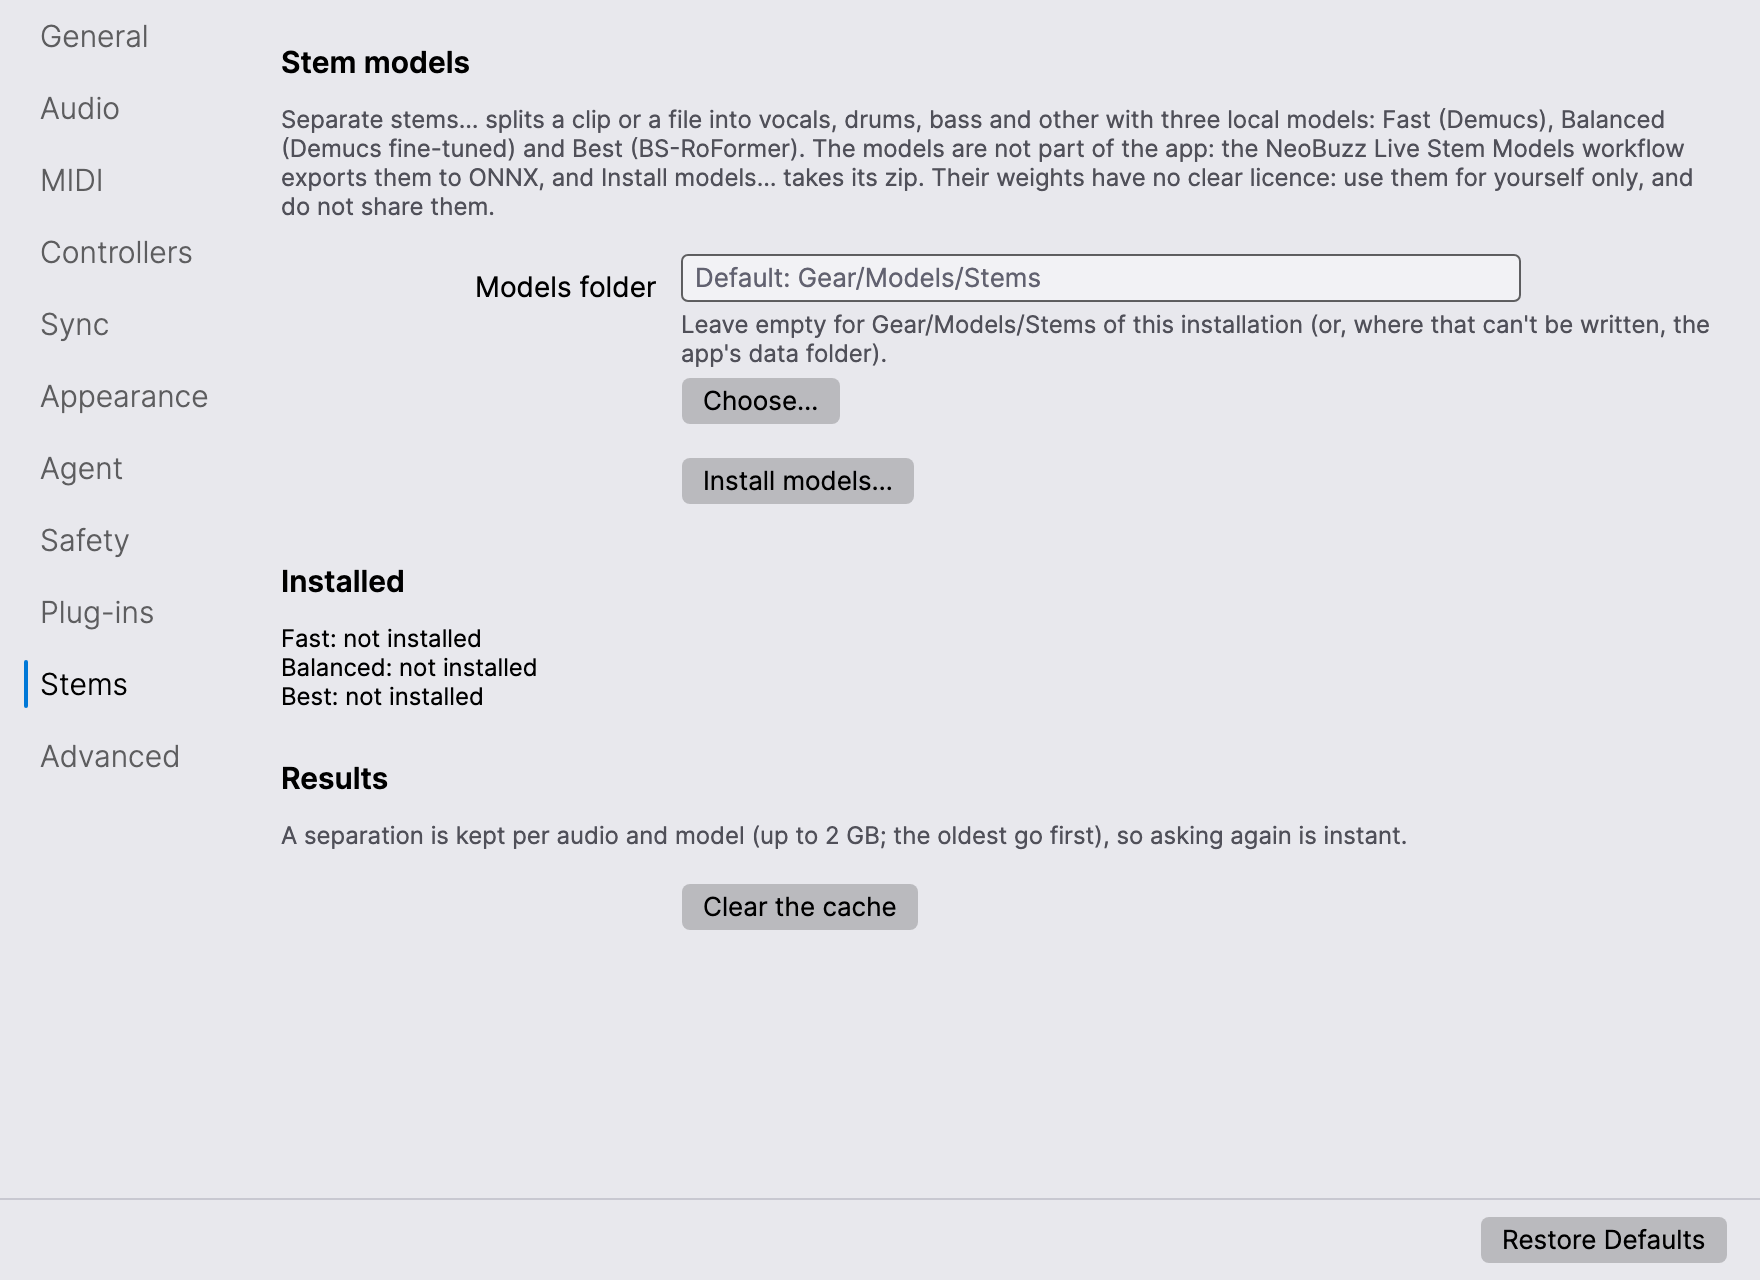 General
Audio
MIDI
Controllers
Sync
Appearance
Agent
Safety
Plug-ins
Stems
Advanced
Stem models
Separate stems... splits a clip or a file into vocals, drums, bass and other with three local models: Fast (Demucs), Balanced
(Demucs fine-tuned) and Best (BS-RoFormer). The models are not part of the app: the NeoBuzz Live Stem Models workflow
exports them to ONNX, and Install models... takes its zip. Their weights have no clear licence: use them for yourself only, and
do not share them.
Models folder
Default: Gear/Models/Stems
Leave empty for Gear/Models/Stems of this installation (or, where that can't be written, the
app's data folder).
Choose...
Install models...
Installed
Fast: not installed
Balanced: not installed
Best: not installed
Results
A separation is kept per audio and model (up to 2 GB; the oldest go first), so asking again is instant.
Clear the cache
Restore Defaults